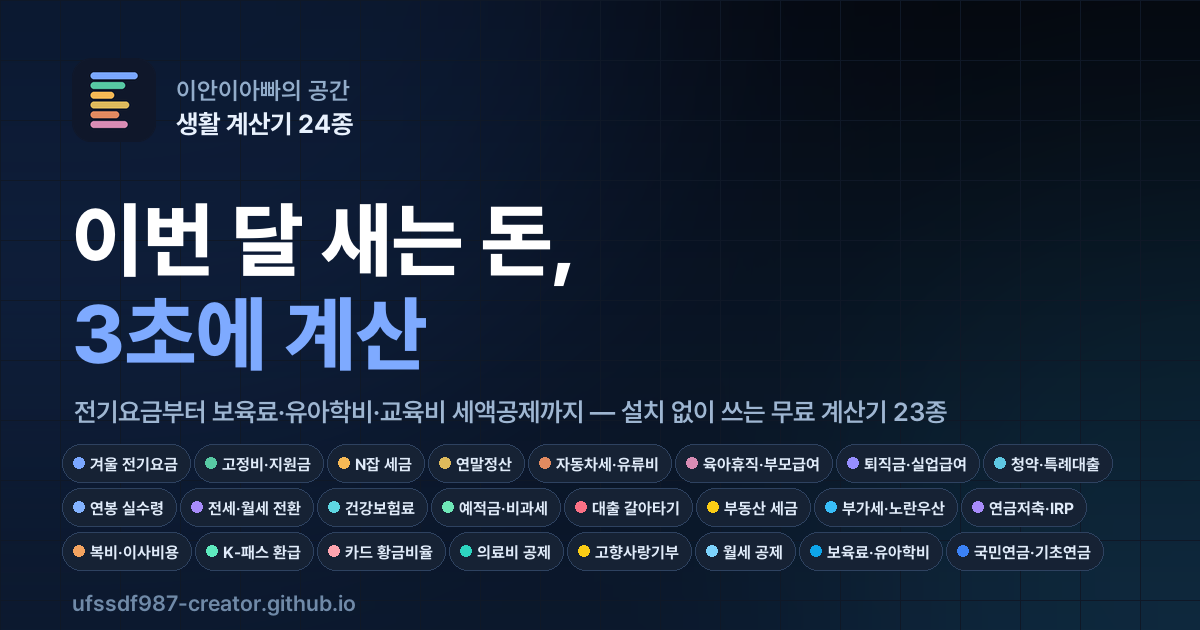 이안이아빠의 공간
생활 계산기 24종
이번 달 새는 돈,
3초에 계산
전기요금부터 보육료·유아학비·교육비 세액공제까지 — 설치 없이 쓰는 무료 계산기 23종
겨울 전기요금 고정비·지원금 N잡 세금 연말정산 자동차세·유류비 육아휴직·부모급여 퇴직금·실업급여 청약·특례대출
연봉 실수령 전세·월세 전환 건강보험료 예적금·비과세 대출 갈아타기 부동산 세금 부가세·노란우산 연금저축·IRP
복비·이사비용 K-패스 환급 카드 황금비율 의료비 공제 고향사랑기부 월세 공제 보육료·유아학비 국민연금·기초연금
ufssdf987-creator.github.io